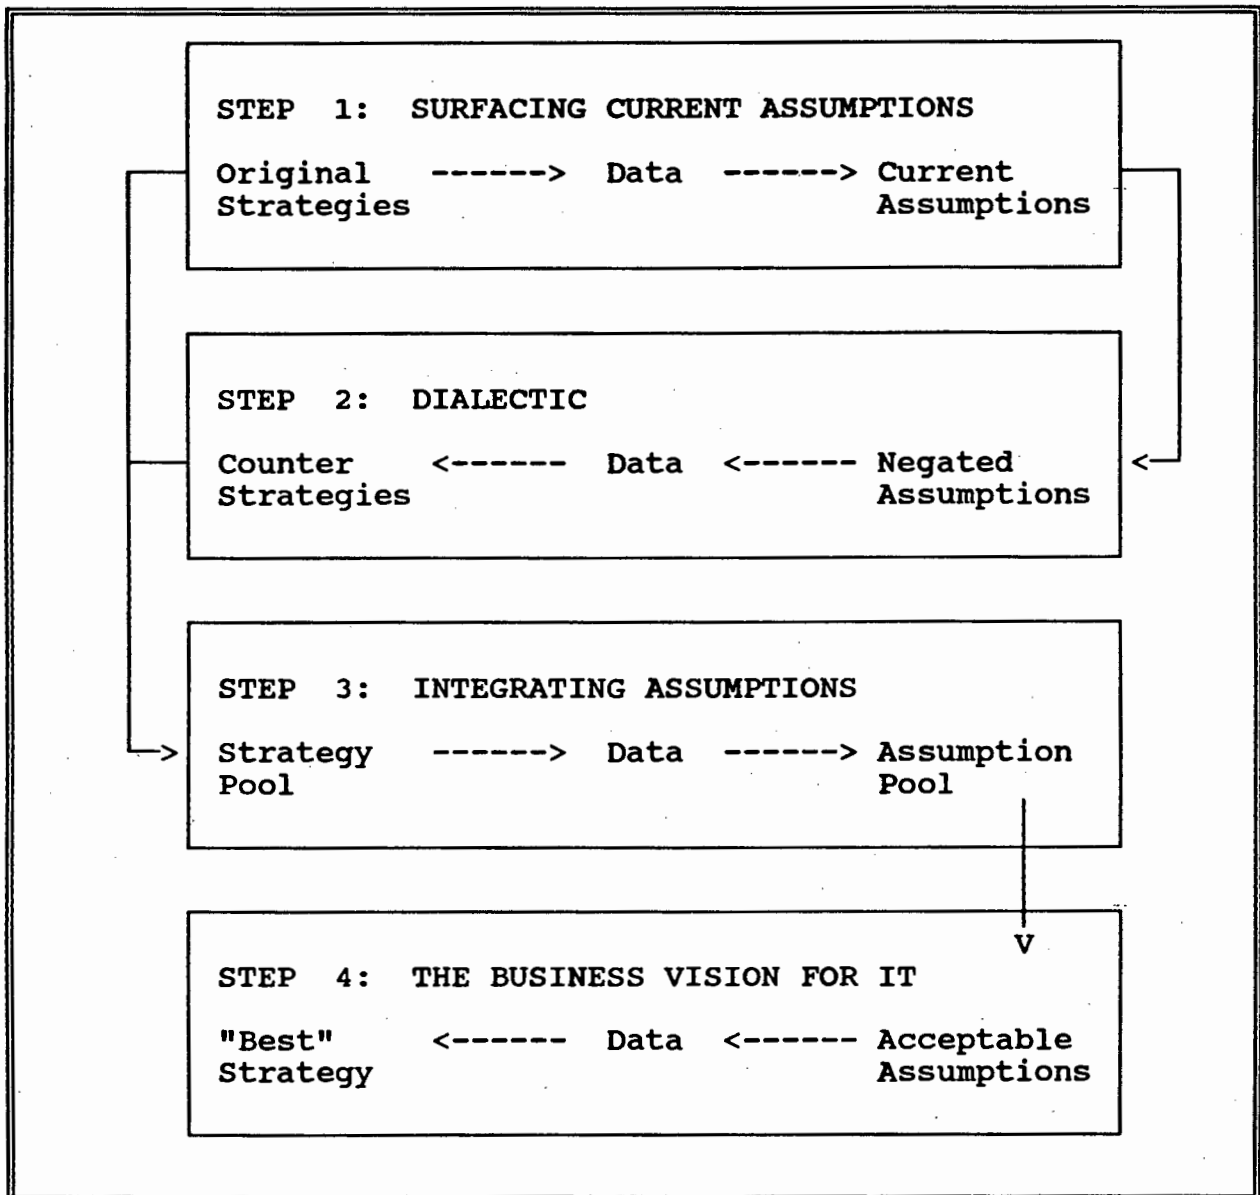 STEP 1: SURFACING CURRENT ASSUMPTIONS
Original ------> Data ------> Current
Strategies Assumptions
STEP 2: DIALECTIC
Counter <------ Data <------ Negated <
Strategies Assumptions
STEP 3: INTEGRATING ASSUMPTIONS
> Strategy ------> Data ------> Assumption
Pool Pool
V
STEP 4: THE BUSINESS VISION FOR IT
"Best" <------ Data <------ Acceptable
Strategy Assumptions